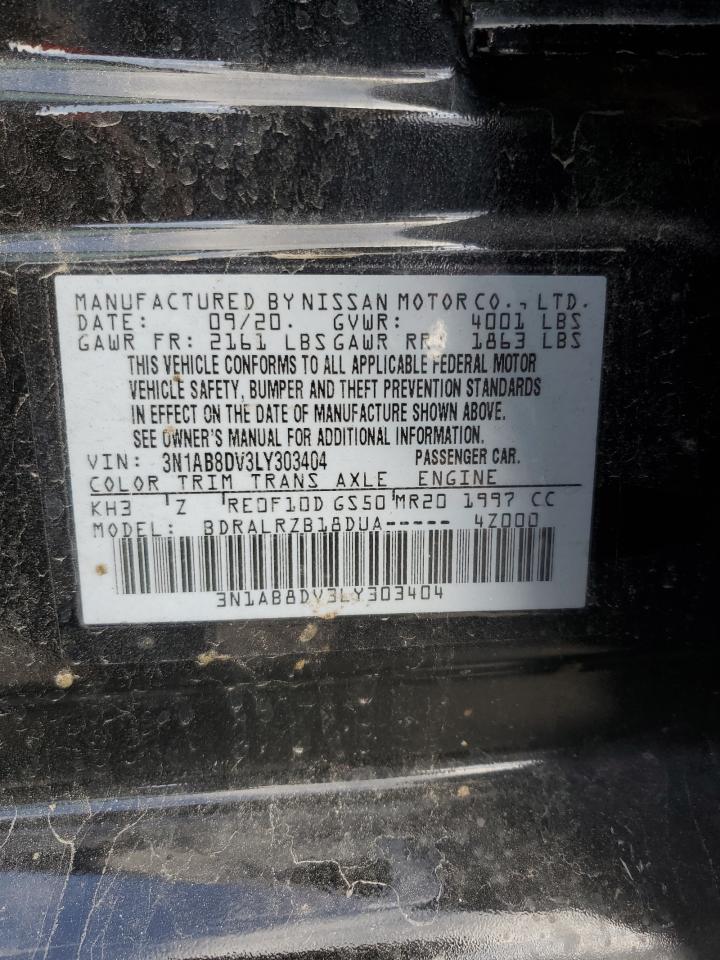 MANUFACTURED BY NISSAN MOTOR CO., LTD.
DATE: 09/20. GVWR: 4001 LBS
GAWR FR: 2161 LBS GAWR RR: 1863 LBS
THIS VEHICLE CONFORMS TO ALL APPLICABLE FEDERAL MOTOR
VEHICLE SAFETY, BUMPER AND THEFT PREVENTION STANDARDS
IN EFFECT ON THE DATE OF MANUFACTURE SHOWN ABOVE.
SEE OWNER'S MANUAL FOR ADDITIONAL INFORMATION.
VIN: 3N1AB8DV3LY303404 PASSENGER CAR.
COLOR TRIM TRANS AXLE ENGINE
KH3 Z RE0F10D GS50 MR20 1997 CC
MODEL: BDRALRZB18DUA----- 4Z000
3N1AB8DV3LY303404